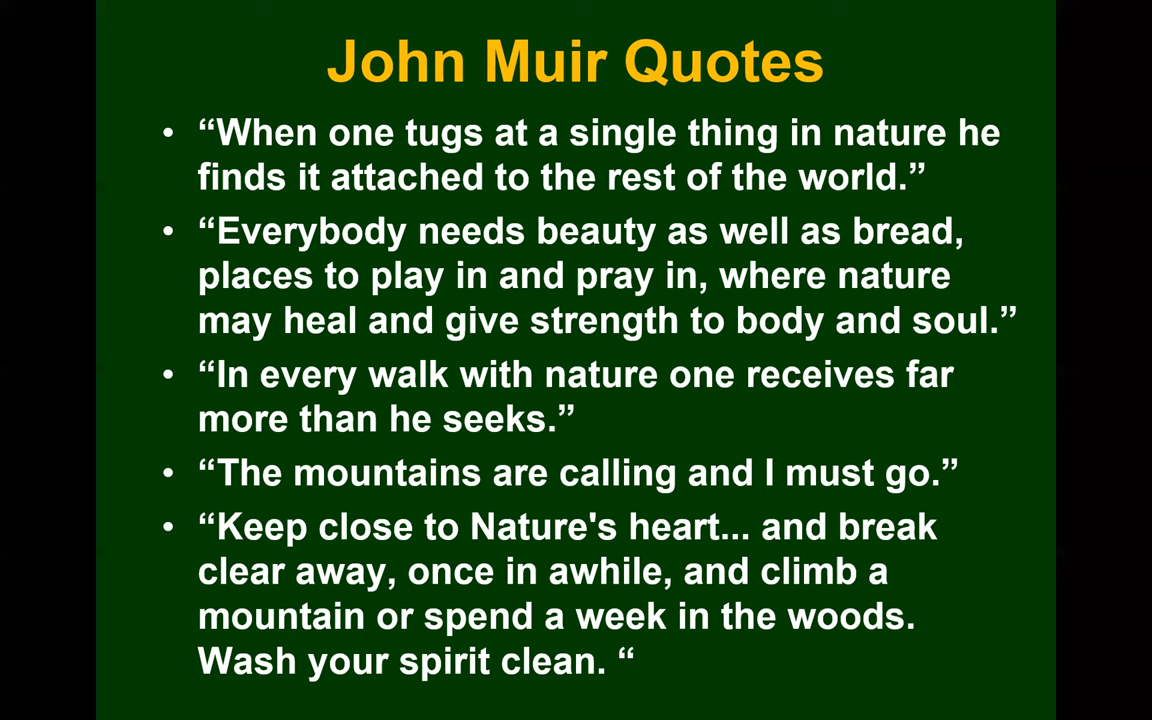 John Muir Quotes
• “When one tugs at a single thing in nature he
finds it attached to the rest of the world.”
• “Everybody needs beauty as well as bread,
places to play in and pray in, where nature
may heal and give strength to body and soul.”
• “In every walk with nature one receives far
more than he seeks.”
• “The mountains are calling and I must go.”
• “Keep close to Nature's heart... and break
clear away, once in awhile, and climb a
mountain or spend a week in the woods.
Wash your spirit clean. “